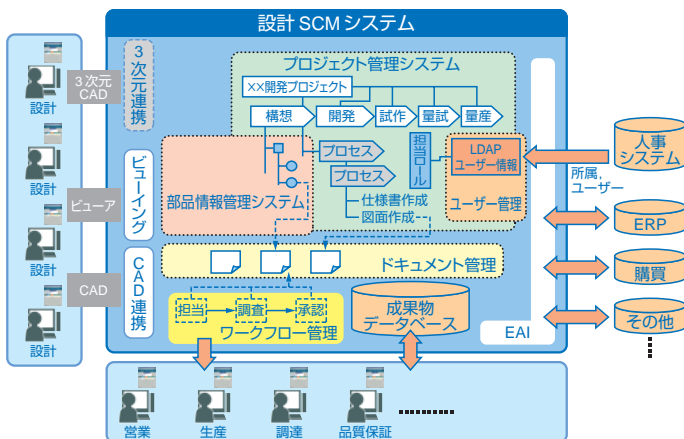 設計 SCM システム
3次元連携
プロジェクト管理システム
××開発プロジェクト
構想
開発
試作
量試
量産
3次元
CAD
設計
設計
ビューア
設計
CAD
設計
ビューイング
CAD連携
プロセス
プロセス
仕様書作成
図面作成
担当ロール
LDAP
ユーザー情報
ユーザー管理
部品情報管理システム
ドキュメント管理
担当
調査
承認
ワークフロー管理
成果物
データベース
EAI
人事
システム
所属,
ユーザー
ERP
購買
その他
営業
生産
調達
品質保証